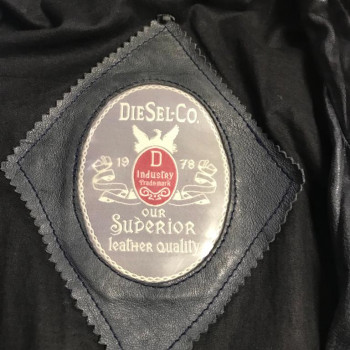 DIESEL-CO.
19 D 78
Industry
Trademark
OUR
SUPERIOR
leather quality